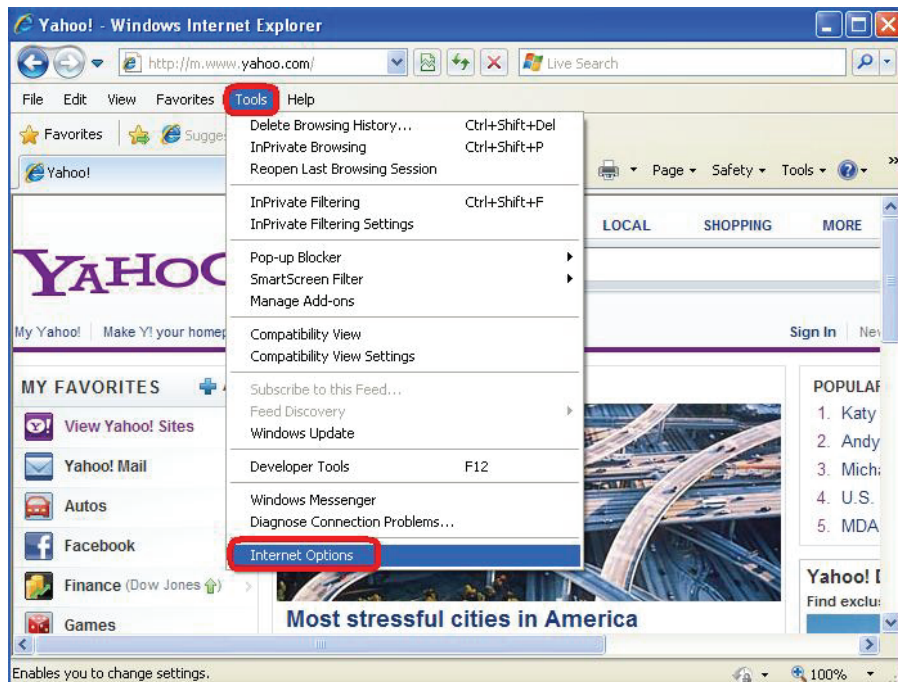 Yahoo! - Windows Internet Explorer
http://m.www.yahoo.com/
Live Search
File Edit View Favorites Tools Help
Favorites
Yahoo!
Page Safety Tools
Delete Browsing History... Ctrl+Shift+Del
InPrivate Browsing Ctrl+Shift+P
Reopen Last Browsing Session
InPrivate Filtering Ctrl+Shift+F
InPrivate Filtering Settings
Pop-up Blocker
SmartScreen Filter
Manage Add-ons
Compatibility View
Compatibility View Settings
Subscribe to this Feed...
Feed Discovery
Windows Update
Developer Tools F12
Windows Messenger
Diagnose Connection Problems...
Internet Options
LOCAL SHOPPING MORE
YAHOO
My Yahoo! Make Y! your homep
Sign In Nev
MY FAVORITES
View Yahoo! Sites
Yahoo! Mail
Autos
Facebook
Finance (Dow Jones)
Games
Most stressful cities in America
POPULAR
1. Katy
2. Andy
3. Micha
4. U.S.
5. MDA
Yahoo!
Find exclus
Enables you to change settings.
100%